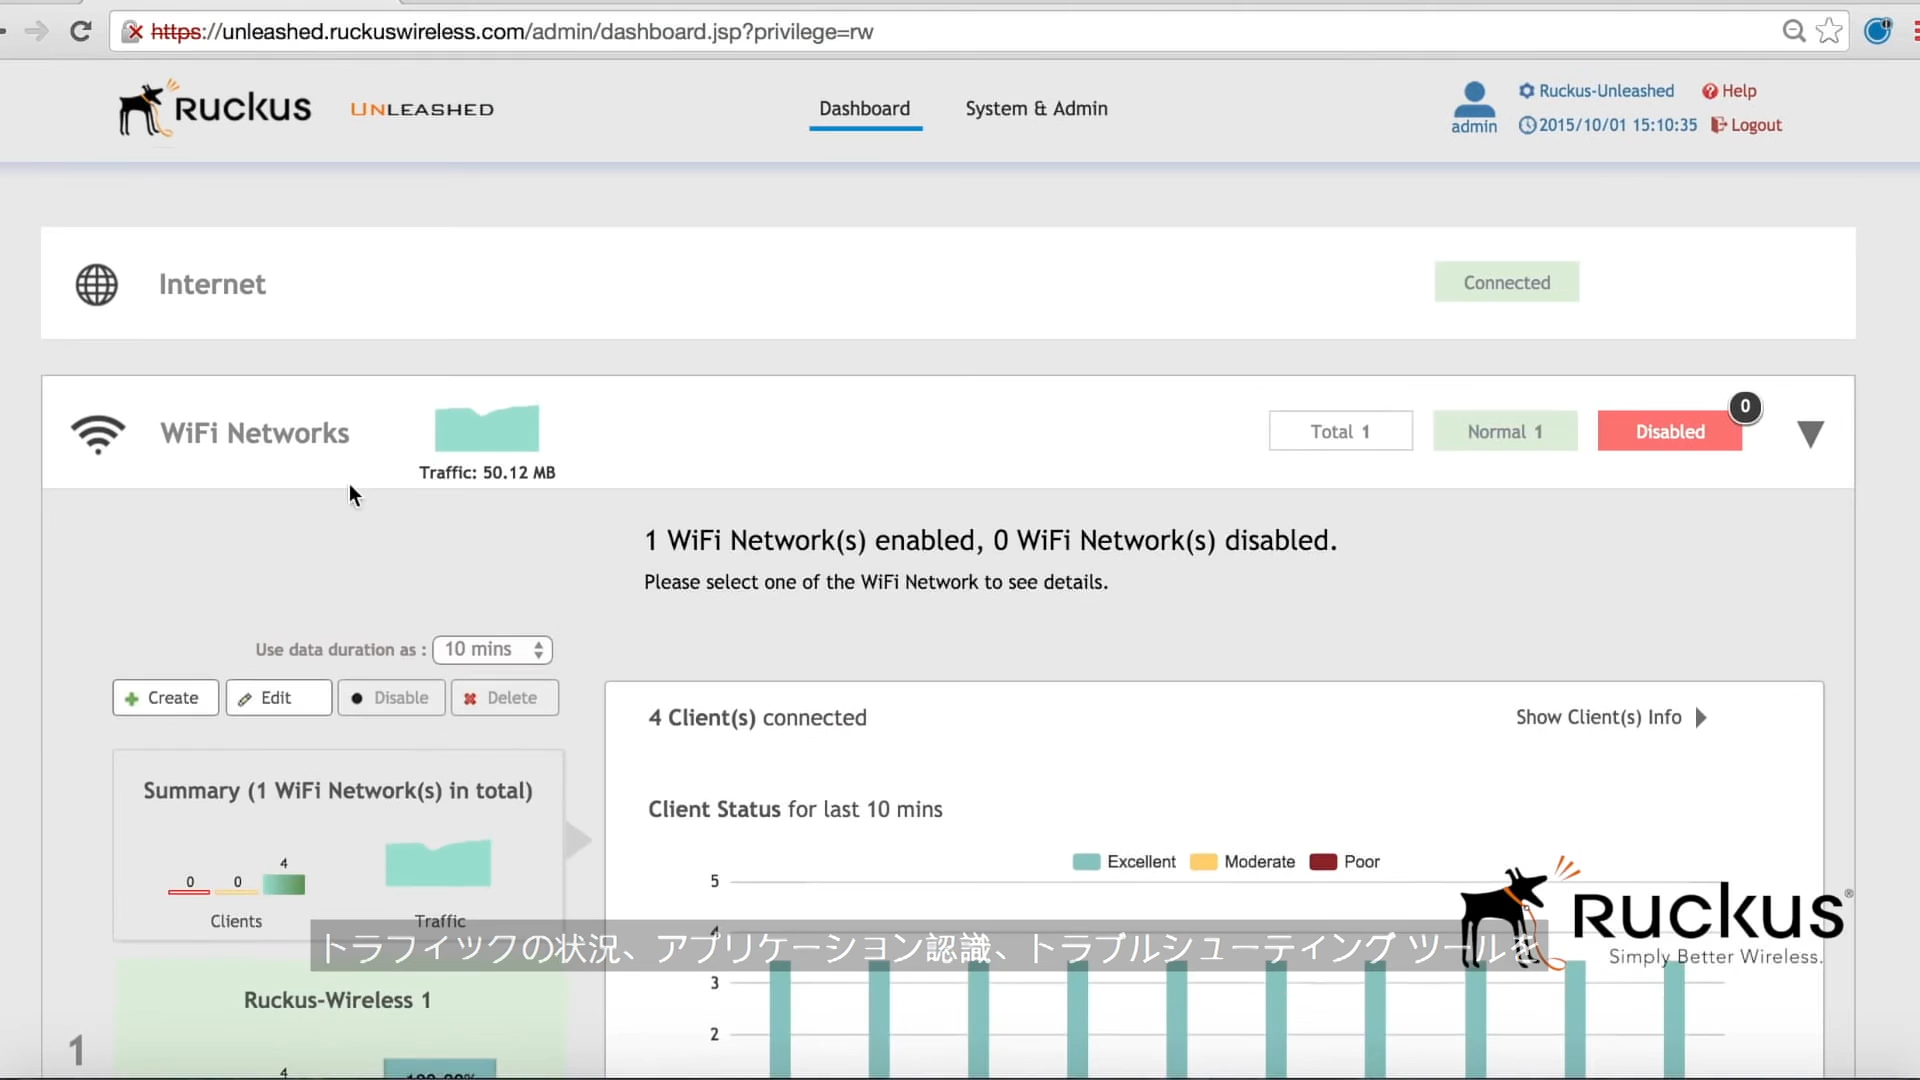 https://unleashed.ruckuswireless.com/admin/dashboard.jsp?privilege=rw
Ruckus UNLEASHED
Dashboard
System & Admin
admin
Ruckus-Unleashed
Help
2015/10/01 15:10:35
Logout
Internet
Connected
WiFi Networks
Traffic: 50.12 MB
Total 1
Normal 1
Disabled
0
1 WiFi Network(s) enabled, 0 WiFi Network(s) disabled.
Please select one of the WiFi Network to see details.
Use data duration as :
10 mins
Create
Edit
Disable
Delete
Summary (1 WiFi Network(s) in total)
0
0
4
Clients
Traffic
4 Client(s) connected
Show Client(s) Info
Client Status for last 10 mins
Excellent
Moderate
Poor
5
4
3
2
Ruckus®
Simply Better Wireless.
トラフィックの状況、アプリケーション認識、トラブルシューティング ツールを
1
Ruckus-Wireless 1
4